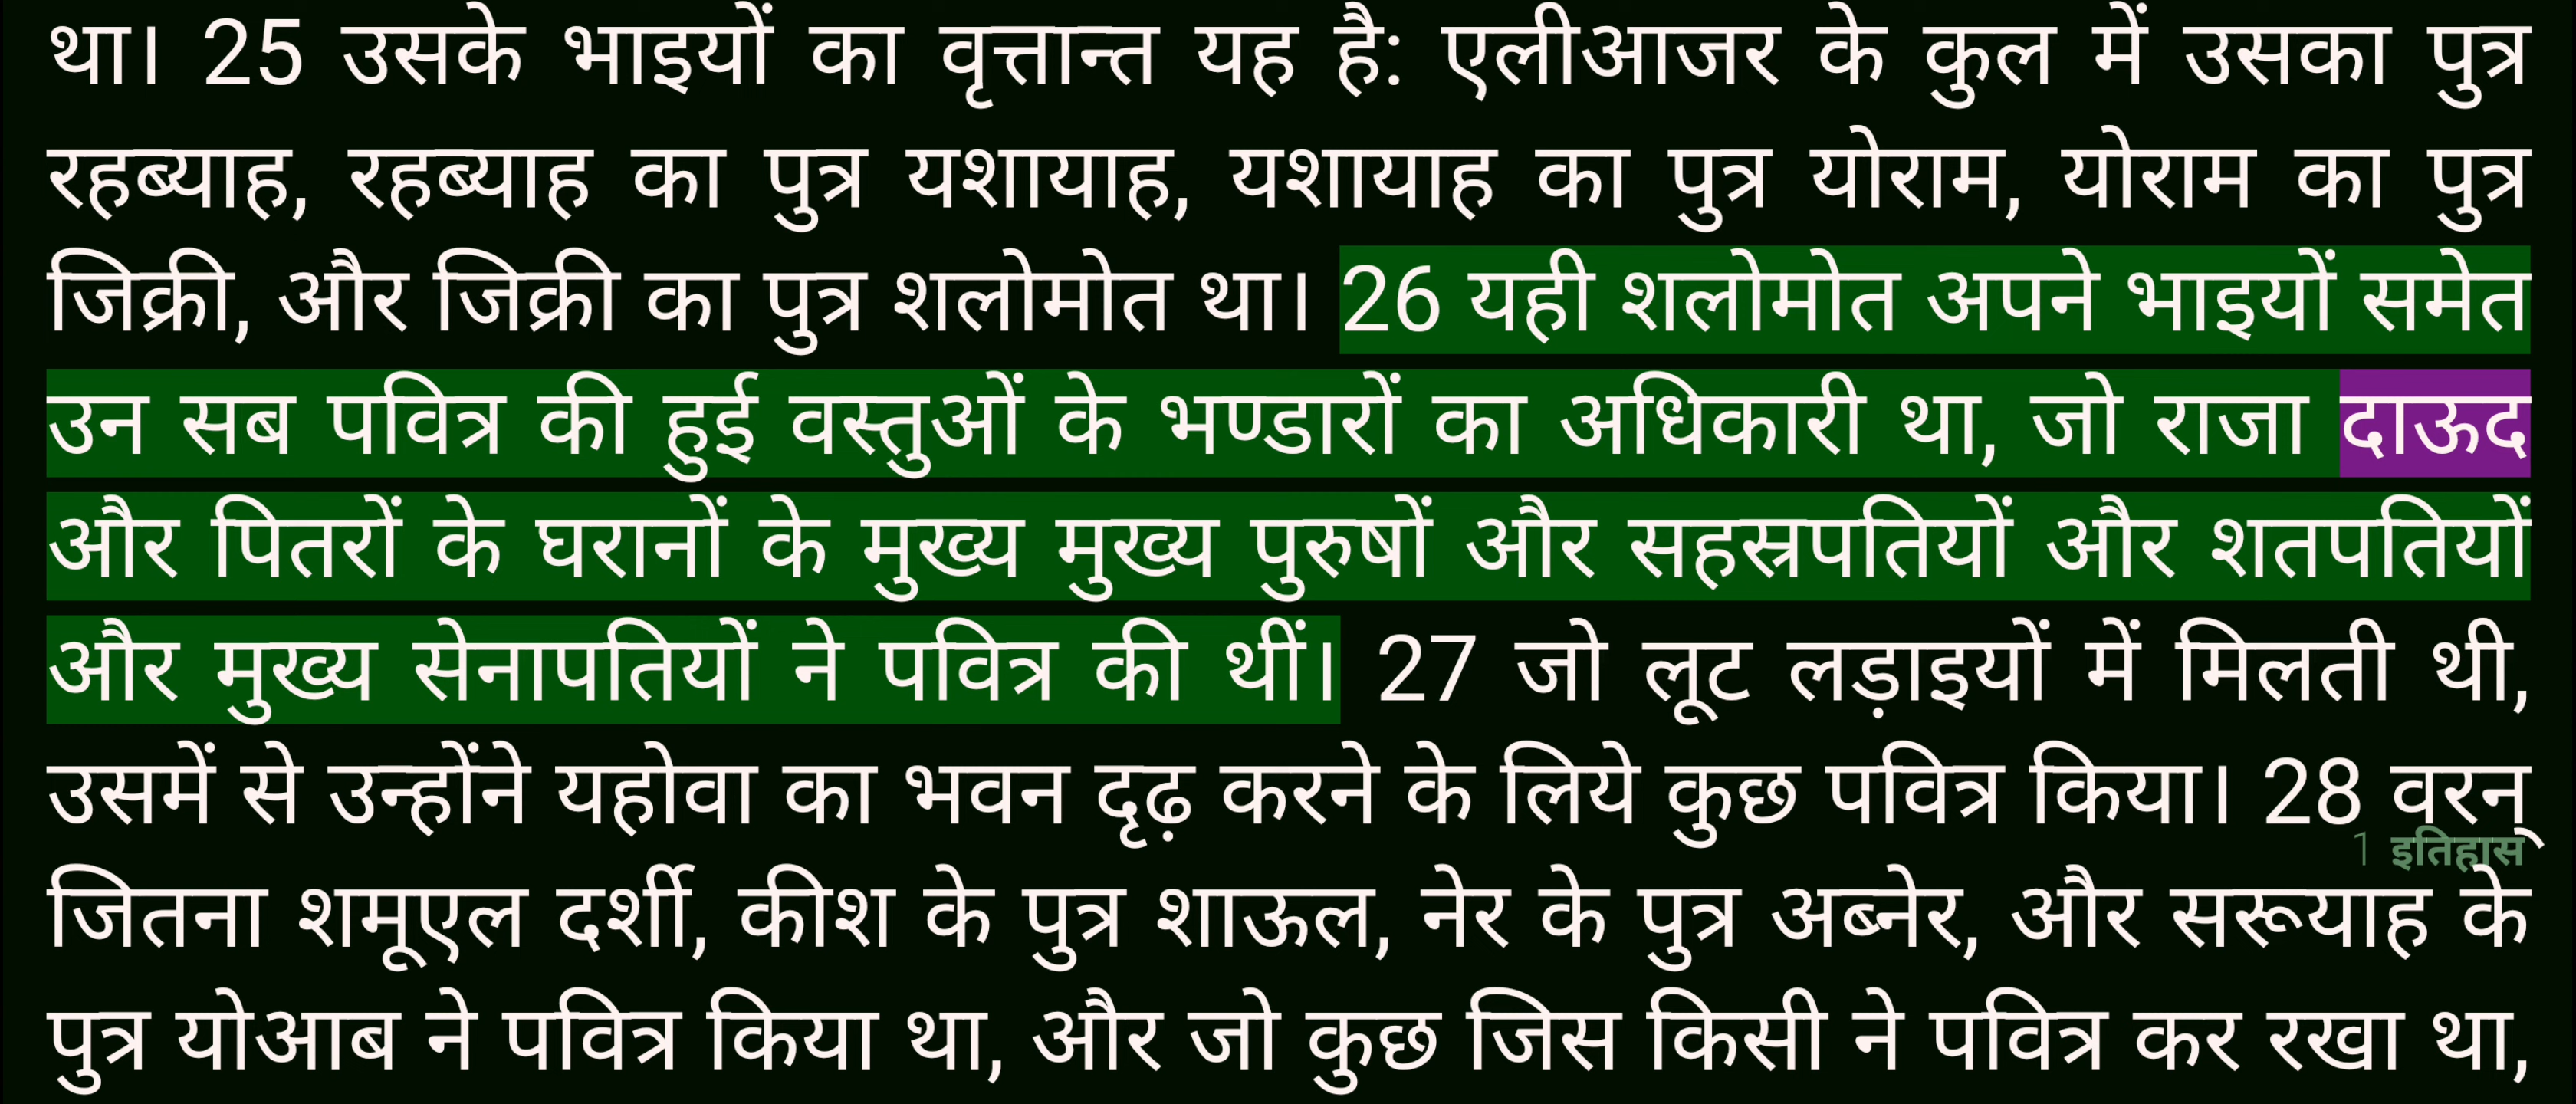 था। 25 उसके भाइयों का वृत्तान्त यह है: एलीआजर के कुल में उसका पुत्र
रहब्याह, रहब्याह का पुत्र यशायाह, यशायाह का पुत्र योराम, योराम का पुत्र
जिक्री, और जिक्री का पुत्र शलोमोत था। 26 यही शलोमोत अपने भाइयों समेत
उन सब पवित्र की हुई वस्तुओं के भण्डारों का अधिकारी था, जो राजा दाऊद
और पितरों के घरानों के मुख्य मुख्य पुरुषों और सहस्रपतियों और शतपतियों
और मुख्य सेनापतियों ने पवित्र की थीं। 27 जो लूट लड़ाइयों में मिलती थी,
उसमें से उन्होंने यहोवा का भवन दृढ़ करने के लिये कुछ पवित्र किया। 28 वरन्
1 इतिहास
जितना शमूएल दर्शी, कीश के पुत्र शाऊल, नेर के पुत्र अब्नेर, और सरूयाह के
पुत्र योआब ने पवित्र किया था, और जो कुछ जिस किसी ने पवित्र कर रखा था,